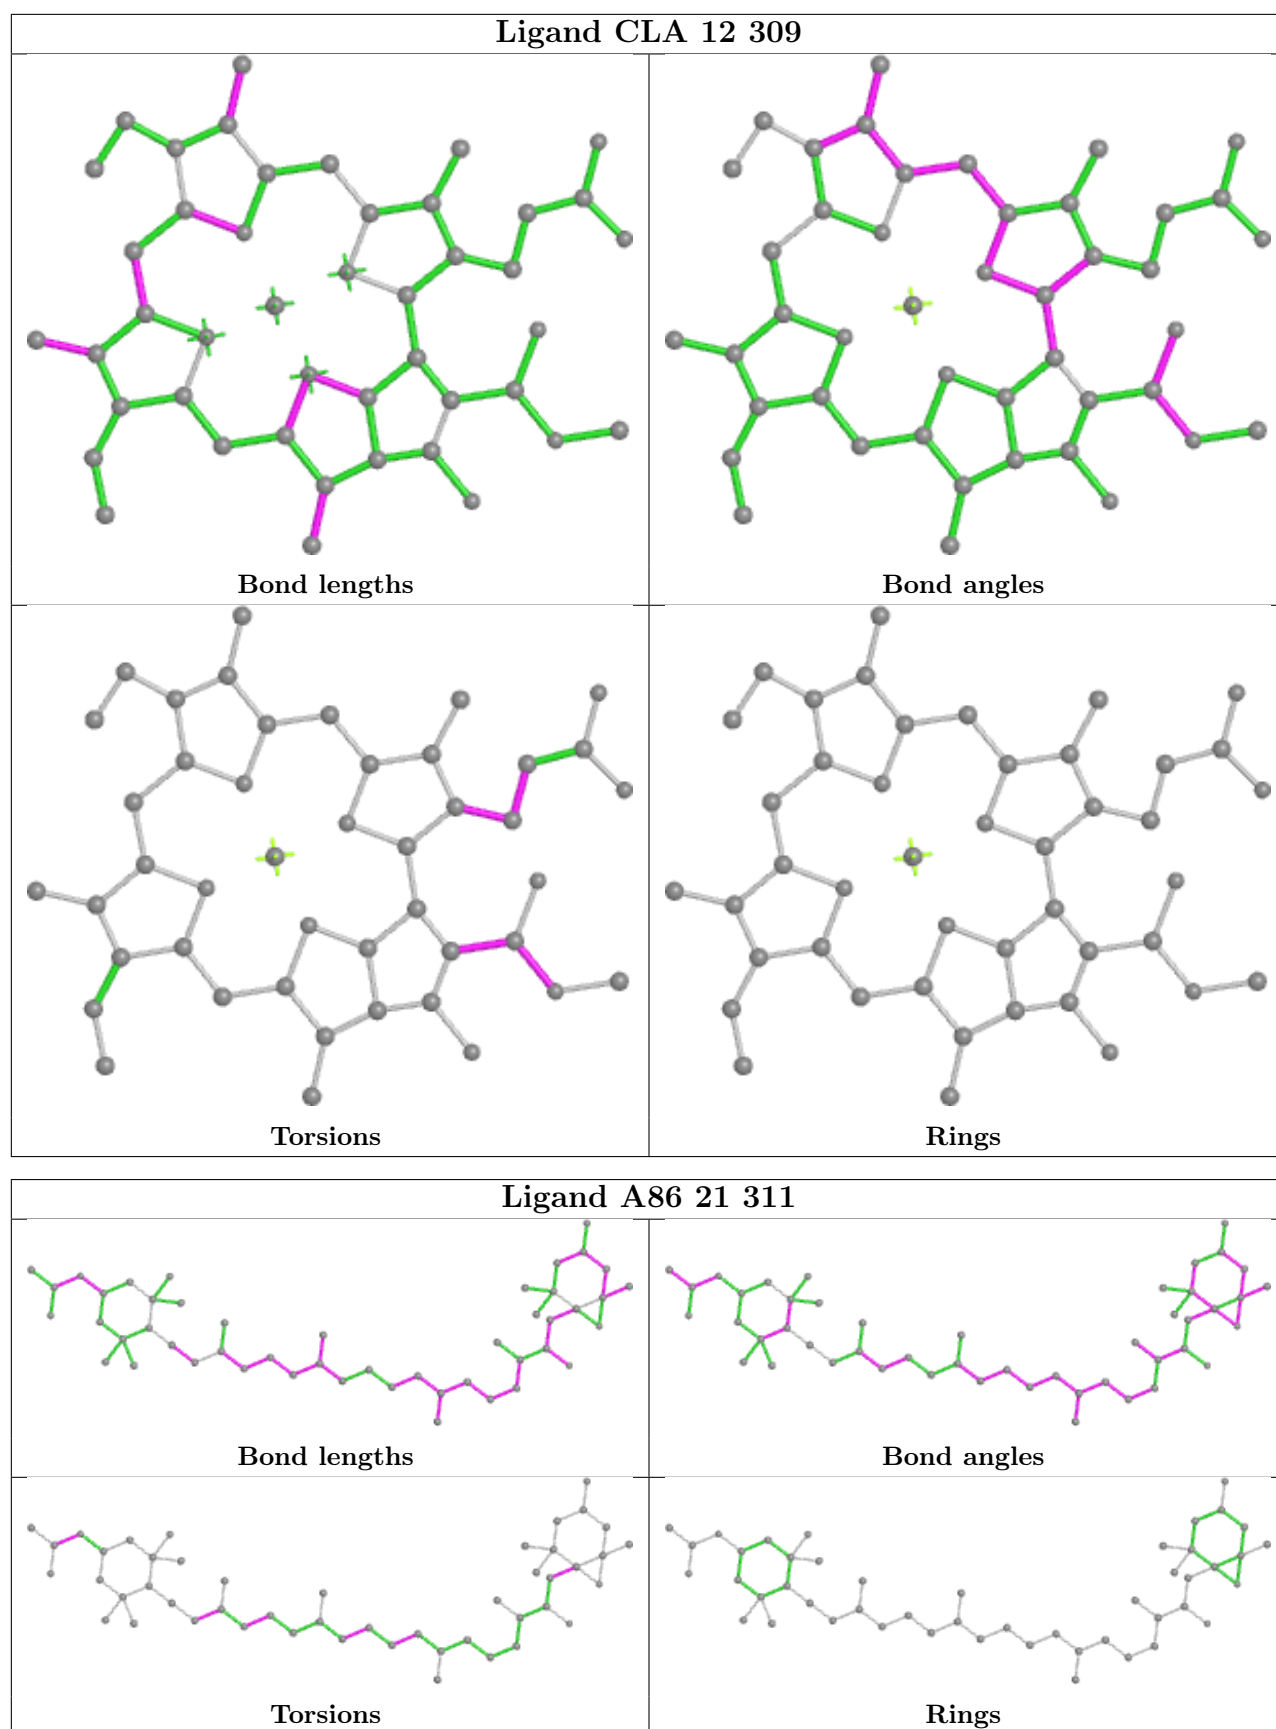 Ligand CLA 12 309
Bond lengths
Bond angles
Torsions
Rings
Ligand A86 21 311
Bond lengths
Bond angles
Torsions
Rings